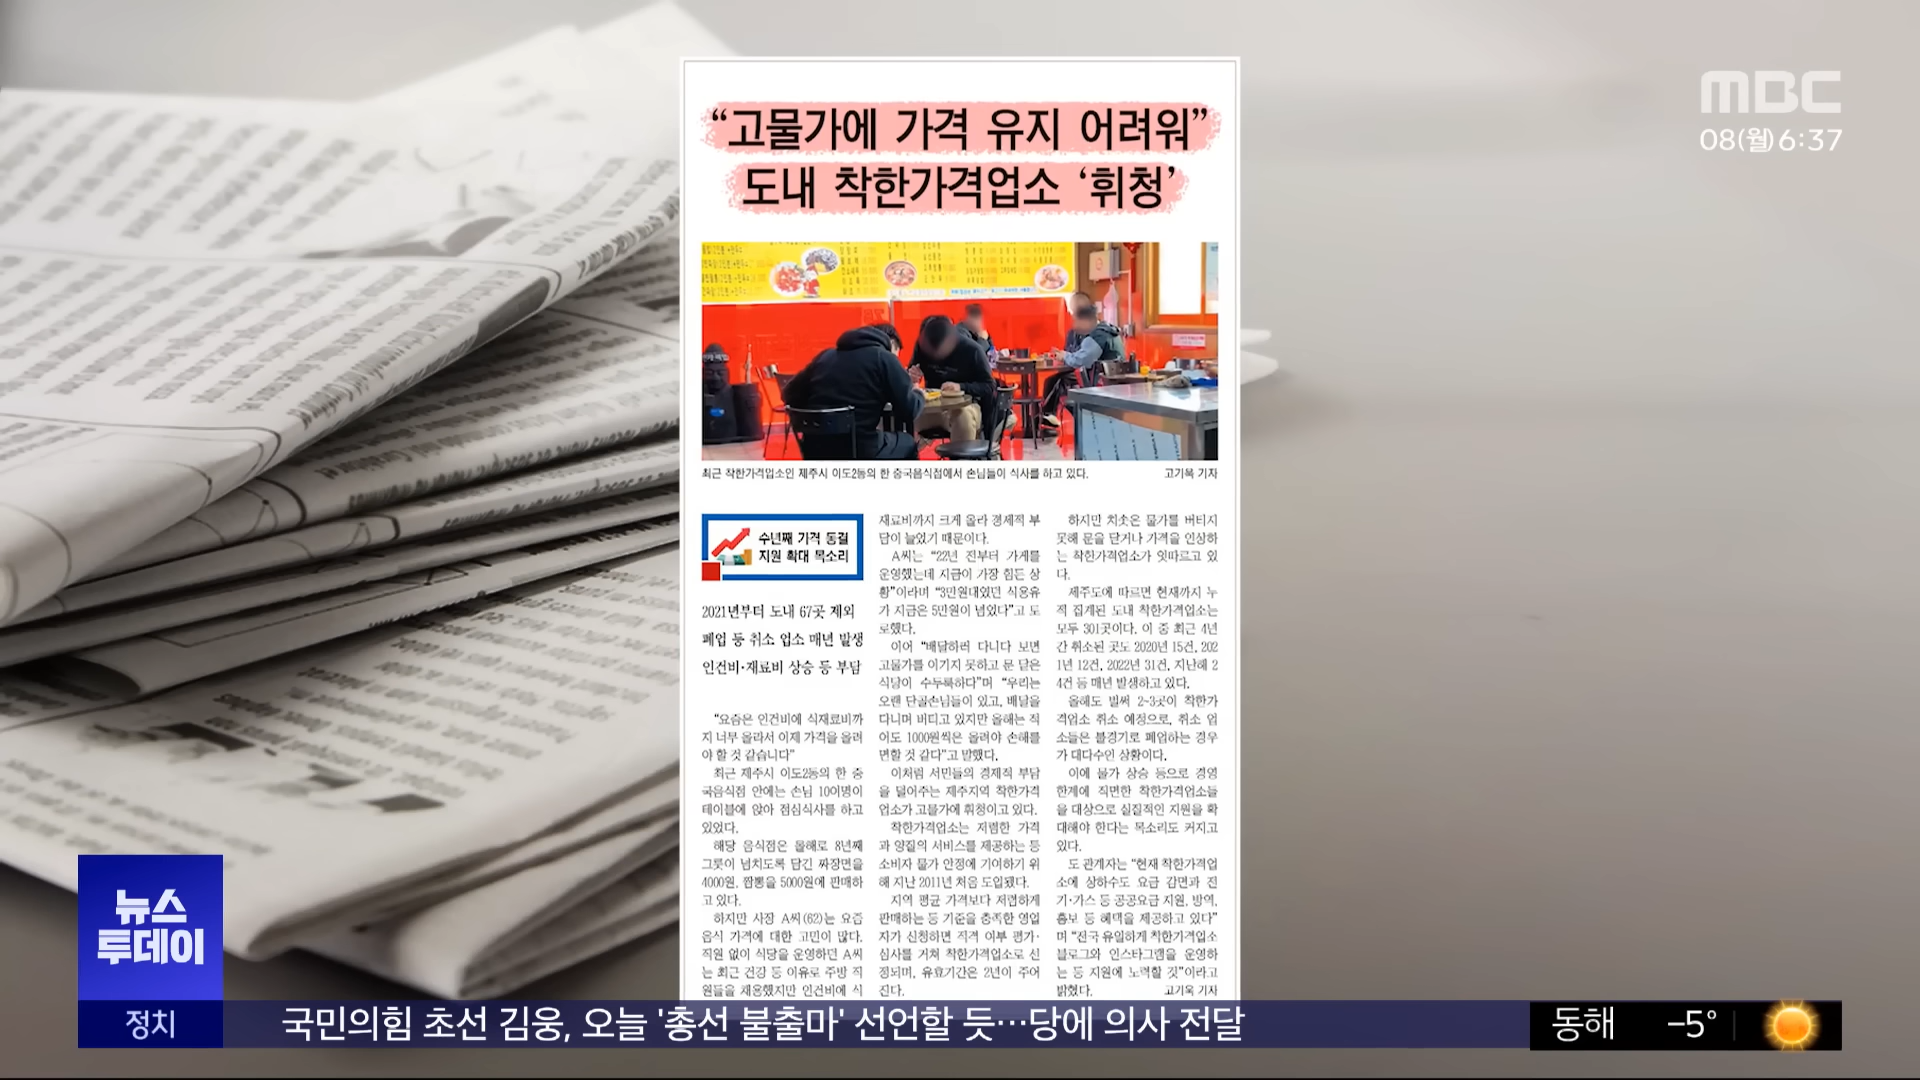 MBC
08(월)6:37
“고물가에 가격 유지 어려워”
도내 착한가격업소 ‘휘청’
최근 착한가격업소인 제주시 이도2동의 한 중국음식점에서 손님들이 식사를 하고 있다.
고기욱 기자
수년째 가격 동결
지원 확대 목소리
2021년부터 도내 67곳 제외
폐업 등 취소 업소 매년 발생
인건비·재료비 상승 등 부담
“요즘은 인건비에 식재료비까
지 너무 올라서 이제 가격을 올려
야 할 것 같습니다”
최근 제주시 이도2동의 한 중
국음식점 안에는 손님 10여명이
테이블에 앉아 점심식사를 하고
있었다.
해당 음식점은 올해로 8년째
그릇이 넘치도록 담긴 짜장면을
4000원, 짬뽕을 5000원에 판매하
고 있다.
하지만 사장 A씨(62)는 요즘
음식 가격에 대한 고민이 많다.
직원 없이 식당을 운영하던 A씨
는 최근 건강 등 이유로 주방 직
원들을 채용했지만 인건비에 식
재료비까지 크게 올라 경제적 부
담이 늘었기 때문이다.
A씨는 “22년 전부터 가게를
운영했는데 지금이 가장 힘든 상
황”이라며 “3만원대였던 식용유
가 지금은 5만원이 넘었다”고 토
로했다.
이어 “배달하러 다니다 보면
고물가를 이기지 못하고 문 닫은
식당이 수두룩하다”며 “우리는
오랜 단골손님들이 있고, 배달을
다니며 버티고 있지만 올해는 적
어도 1000원씩은 올려야 손해를
면할 것 같다”고 말했다.
이처럼 서민들의 경제적 부담
을 덜어주는 제주지역 착한가격
업소가 고물가에 휘청이고 있다.
착한가격업소는 저렴한 가격
과 양질의 서비스를 제공하는 등
소비자 물가 안정에 기여하기 위
해 지난 2011년 처음 도입됐다.
지역 평균 가격보다 저렴하게
판매하는 등 기준을 충족한 영업
자가 신청하면 적격 여부 평가·
심사를 거쳐 착한가격업소로 선
정되며, 유효기간은 2년이 주어
진다.
하지만 치솟은 물가를 버티지
못해 문을 닫거나 가격을 인상하
는 착한가격업소가 잇따르고 있
다.
제주도에 따르면 현재까지 누
적 집계된 도내 착한가격업소는
모두 301곳이다. 이 중 최근 4년
간 취소된 곳도 2020년 15건, 202
1년 12건, 2022년 31건, 지난해 2
4건 등 매년 발생하고 있다.
올해도 벌써 2~3곳이 착한가
격업소 취소 예정으로, 취소 업
소들은 불경기로 폐업하는 경우
가 대다수인 상황이다.
이에 물가 상승 등으로 경영
한계에 직면한 착한가격업소들
을 대상으로 실질적인 지원을 확
대해야 한다는 목소리도 커지고
있다.
도 관계자는 “현재 착한가격업
소에 상하수도 요금 감면과 전
기·가스 등 공공요금 지원, 방역,
홍보 등 혜택을 제공하고 있다”
며 “전국 유일하게 착한가격업소
블로그와 인스타그램을 운영하
는 등 지원에 노력할 것”이라고
밝혔다.
고기욱 기자
뉴스
투데이
정치
국민의힘 초선 김웅, 오늘 '총선 불출마' 선언할 듯…당에 의사 전달
동해 -5°